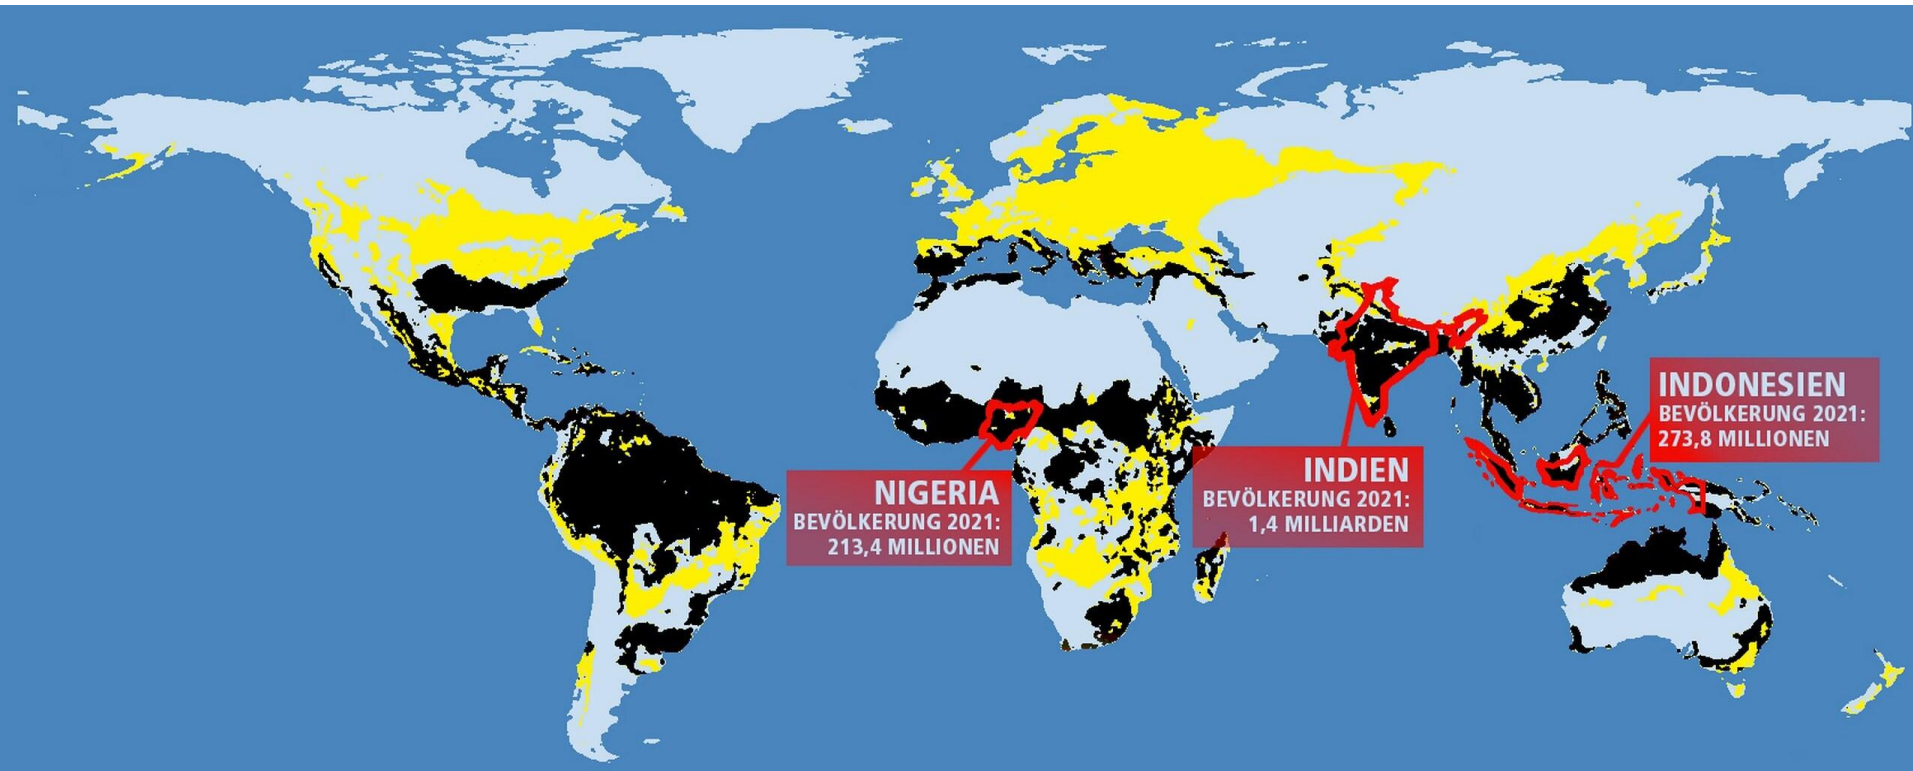 INDONESIEN
BEVÖLKERUNG 2021:
273,8 MILLIONEN
INDIEN
BEVÖLKERUNG 2021:
1,4 MILLIARDEN
NIGERIA
BEVÖLKERUNG 2021:
213,4 MILLIONEN